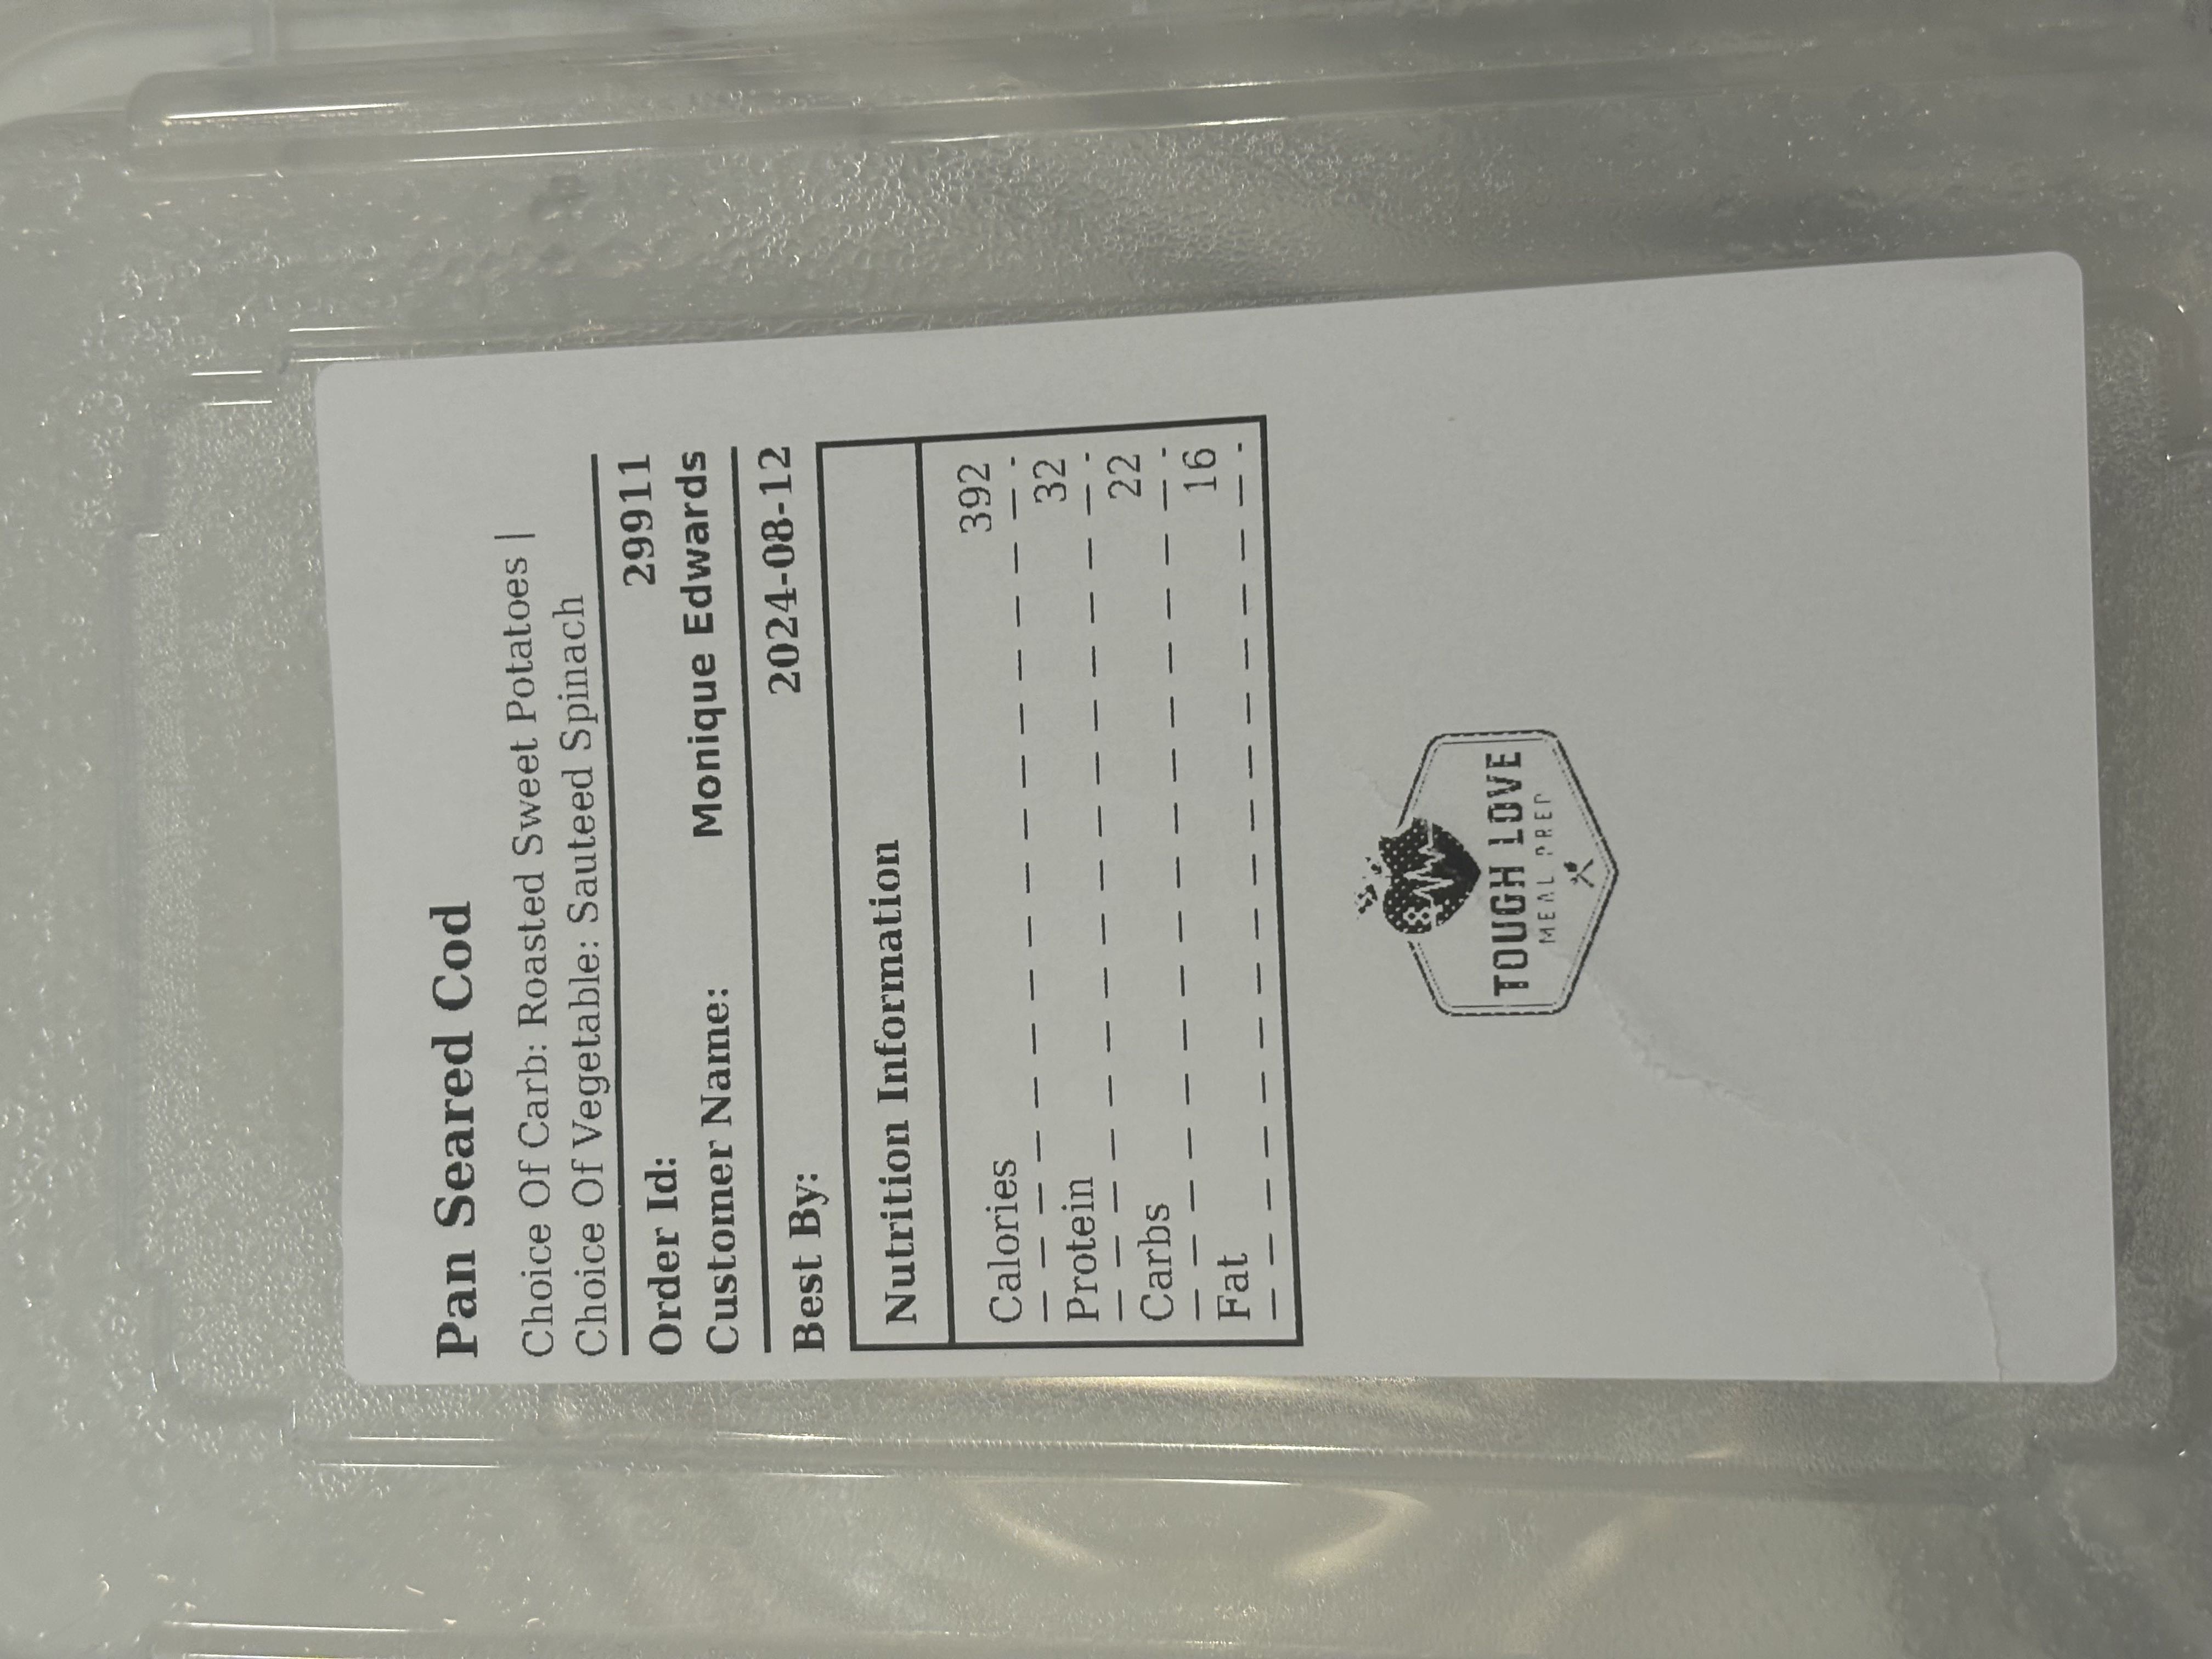 Pan Seared Cod
Choice Of Carb: Roasted Sweet Potatoes |
Choice Of Vegetable: Sauteed Spinach
Order Id: 29911
Customer Name: Monique Edwards
Best By: 2024-08-12
Nutrition Information
Calories 392
Protein 32
Carbs 22
Fat 16
TOUGH LOVE
MEAL PREP